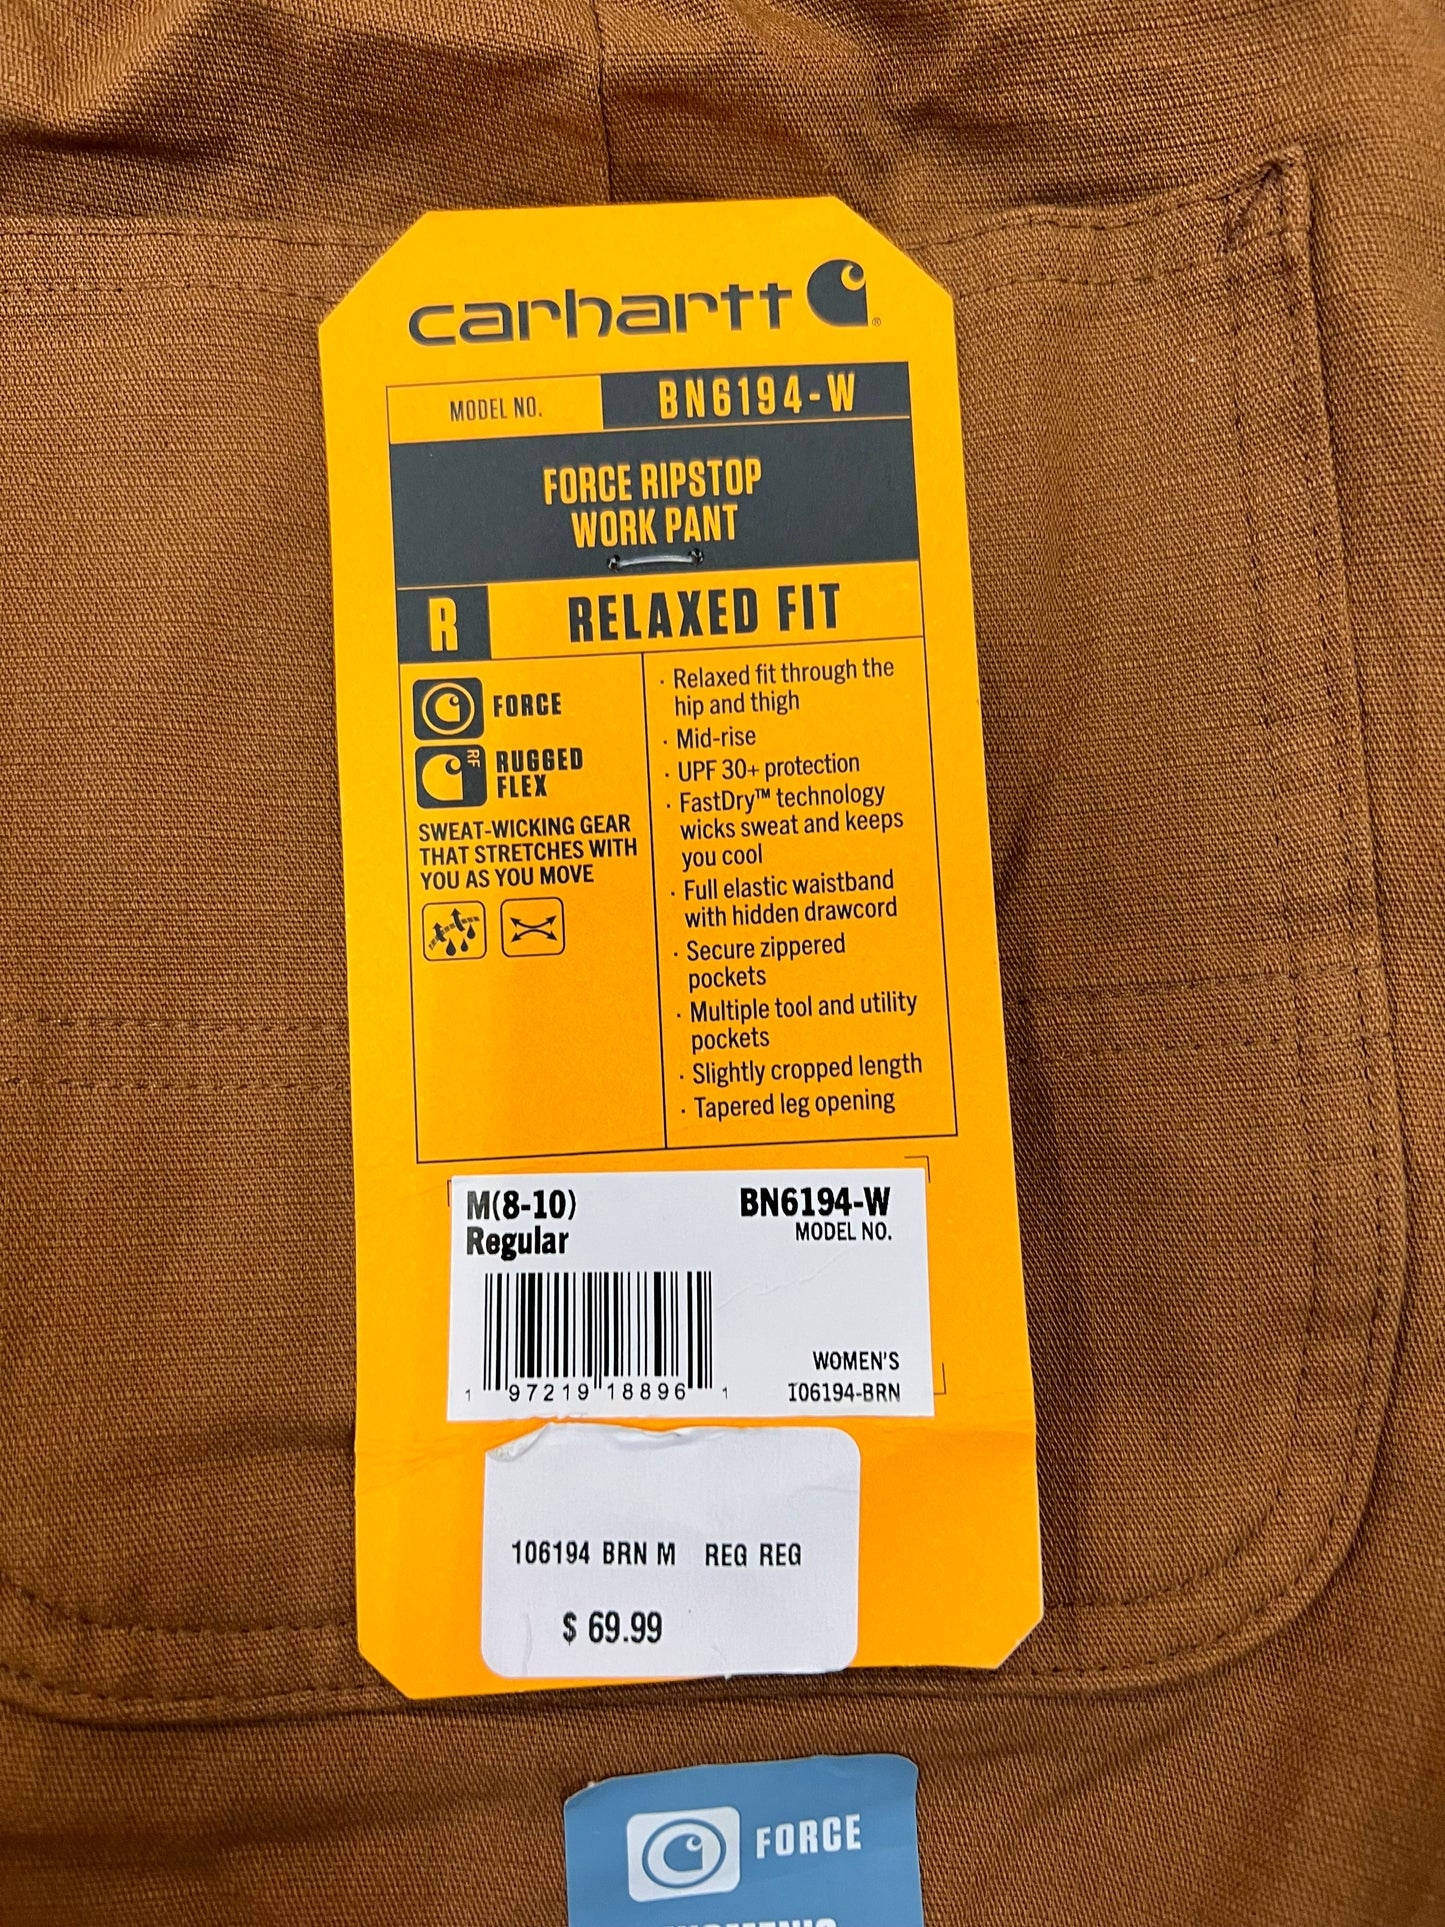 carhartt ®
MODEL NO. BN6194-W
FORCE RIPSTOP
WORK PANT
R RELAXED FIT
FORCE
RF
RUGGED
FLEX
SWEAT-WICKING GEAR
THAT STRETCHES WITH
YOU AS YOU MOVE
· Relaxed fit through the
hip and thigh
· Mid-rise
· UPF 30+ protection
· FastDry™ technology
wicks sweat and keeps
you cool
· Full elastic waistband
with hidden drawcord
· Secure zippered
pockets
· Multiple tool and utility
pockets
· Slightly cropped length
· Tapered leg opening
M(8-10)
Regular
BN6194-W
MODEL NO.
WOMEN'S
I06194-BRN
1 97219 18896 1
106194 BRN M REG REG
$ 69.99
FORCE